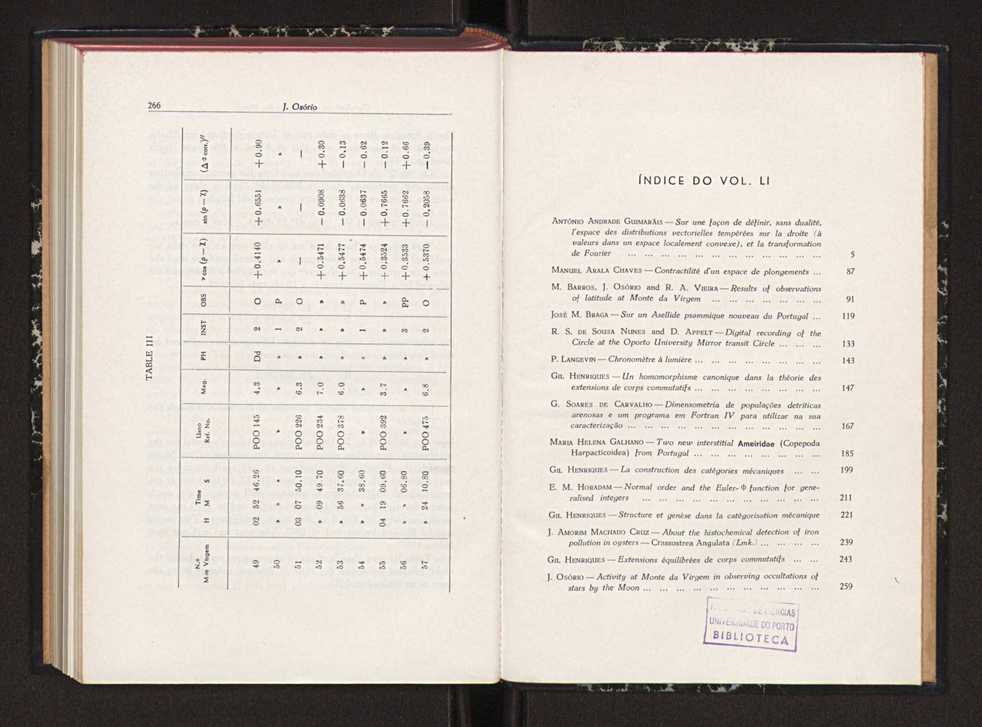 266
J. Osório
TABLE III
N.º M.te Virgem Time H M S Usno Ref. No. Mag. PH INST OBS
49 02 52 46.26 POO 145 4.3 Dd 2 O +0.4140 +0.6551 +0.90
50 » » » » » » 1 P » » »
51 03 07 50.10 POO 226 6.3 » 2 O — — —
52 » 09 49.70 POO 234 7.0 » » » +0.5471 −0.0908 +0.30
53 » 56 37.60 POO 378 6.0 » » » +0.5477 −0.0638 −0.13
54 » » 38.60 » » » 1 P +0.5474 −0.0637 −0.62
55 04 19 09.60 POO 392 3.7 » » » +0.3524 +0.7665 −0.12
56 » » 06.80 » » » 3 PP +0.3533 +0.7662 +0.66
57 » 24 10.80 POO 475 6.8 » 2 O +0.5370 −0.2058 −0.39
ÍNDICE DO VOL. LI
António Andrade Guimarãis — Sur une façon de définir, sans dualité,
l'espace des distributions vectorielles tempérées sur la droite (à
valeurs dans un espace localement convexe), et la transformation
de Fourier ... 5
Manuel Arala Chaves — Contractilité d'un espace de plongements ... 87
M. Barros, J. Osório and R. A. Vieira — Results of observations
of latitude at Monte da Virgem ... 91
José M. Braga — Sur un Asellide psammique nouveau du Portugal ... 119
R. S. de Sousa Nunes and D. Appelt — Digital recording of the
Circle at the Oporto University Mirror transit Circle ... 133
P. Langevin — Chronomètre à lumière ... 143
Gil Henriques — Un homomorphisme canonique dans la théorie des
extensions de corps commutatifs ... 147
G. Soares de Carvalho — Dimensometria de populações detríticas
arenosas e um programa em Fortran IV para utilizar na sua
caracterização ... 167
Maria Helena Galhano — Two new interstitial Ameiridae (Copepoda
Harpacticoidea) from Portugal ... 185
Gil Henriques — La construction des catégories mécaniques ... 199
E. M. Horadam — Normal order and the Euler-Φ function for gene-
ralised integers ... 211
Gil Henriques — Structure et genèse dans la catégorisation mécanique 221
J. Amorim Machado Cruz — About the histochemical detection of iron
pollution in oysters — Crassostrea Angulata (Lmk.) ... 239
Gil Henriques — Extensions équilibrées de corps commutatifs ... 243
J. Osório — Activity at Monte da Virgem in observing occultations of
stars by the Moon ... 259
DE CIÊNCIAS
UNIVERSIDADE DO PORTO
BIBLIOTECA